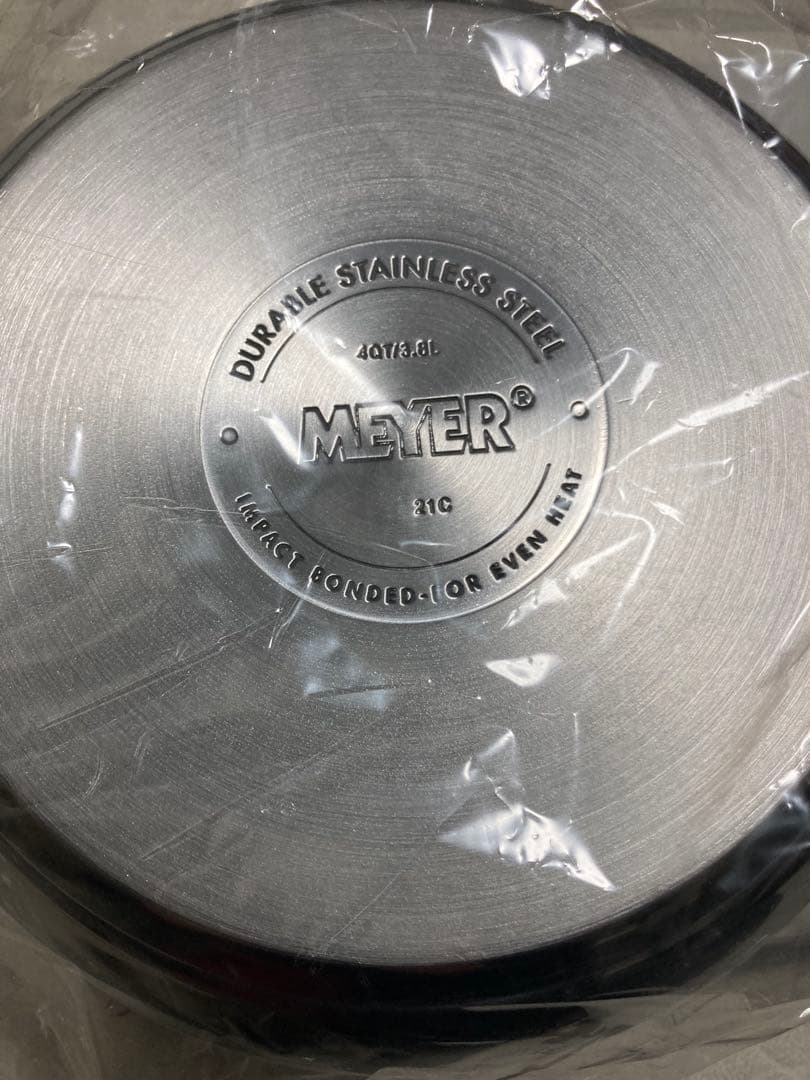 DURABLE STAINLESS STEEL
4QT/3.8L
MEYER®
21C
IMPACT BONDED-FOR EVEN HEAT